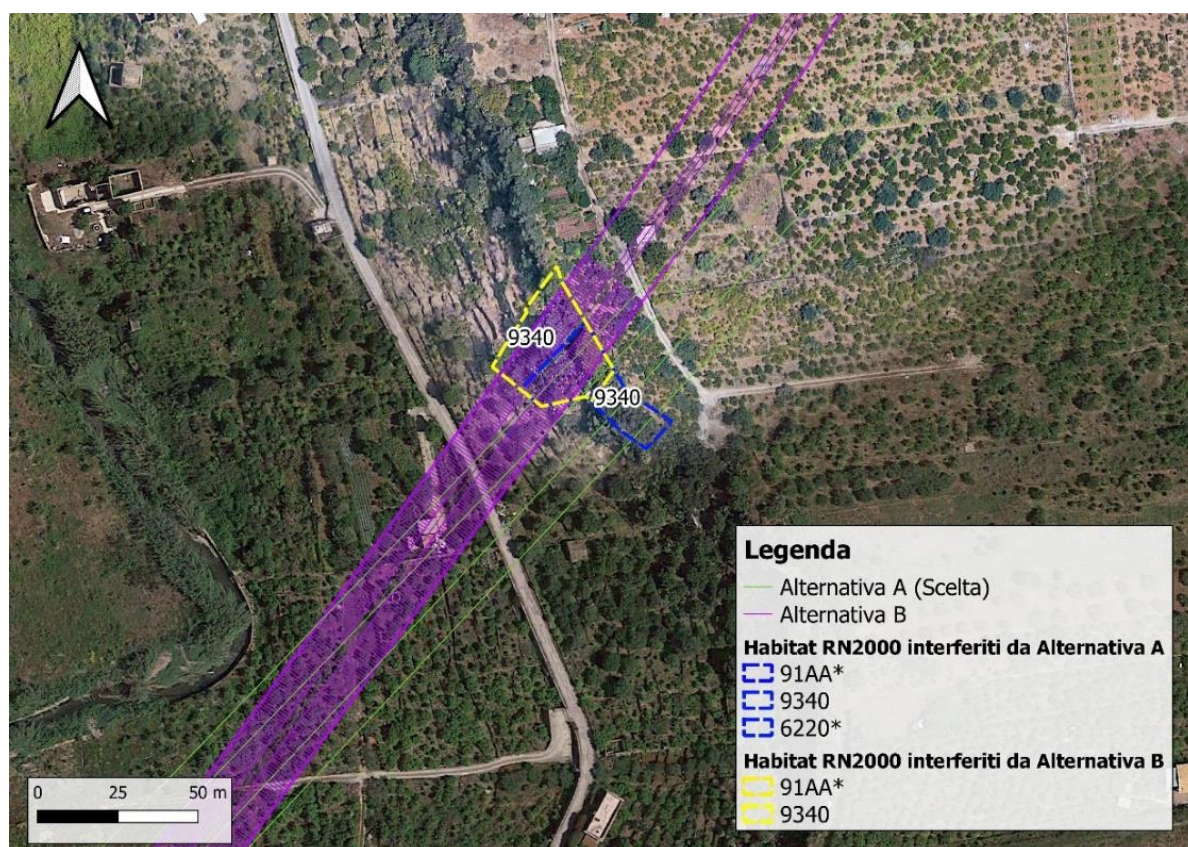 9340
9340
Legenda
Alternativa A (Scelta)
Alternativa B
Habitat RN2000 interferiti da Alternativa A
91AA*
9340
6220*
Habitat RN2000 interferiti da Alternativa B
91AA*
9340
0 25 50 m